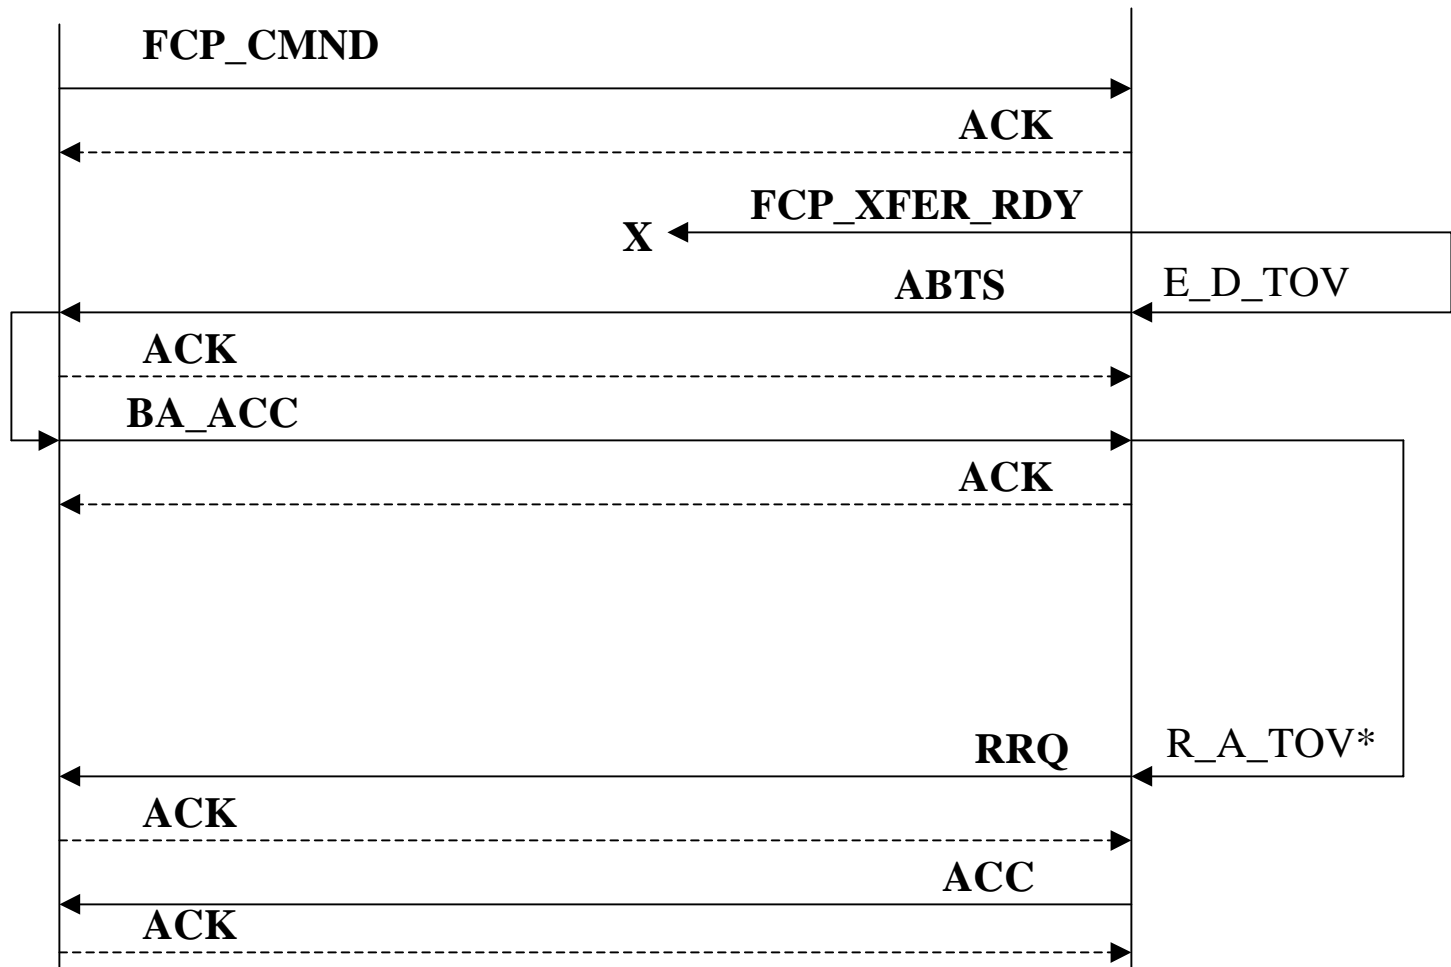 FCP_CMND
ACK
FCP_XFER_RDY
X
ABTS
E_D_TOV
ACK
BA_ACC
ACK
RRQ
R_A_TOV*
ACK
ACC
ACK